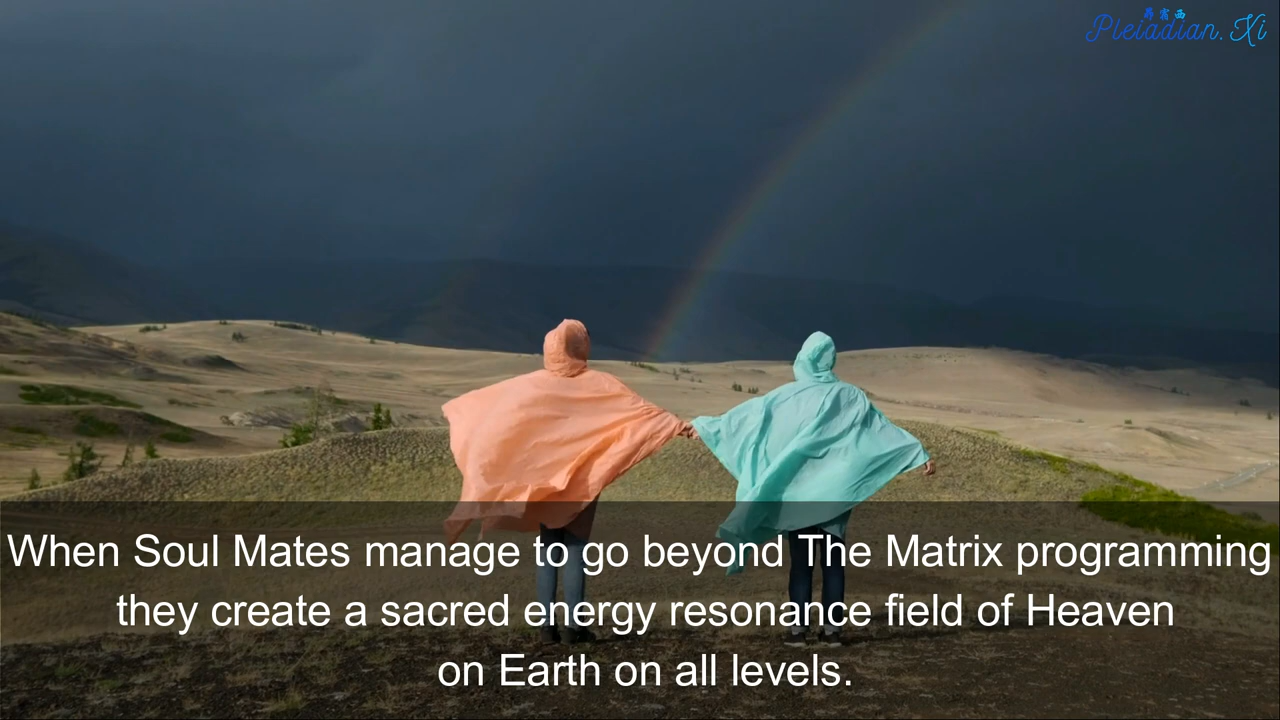 Pleiadian.Xi
When Soul Mates manage to go beyond The Matrix programming
they create a sacred energy resonance field of Heaven
on Earth on all levels.